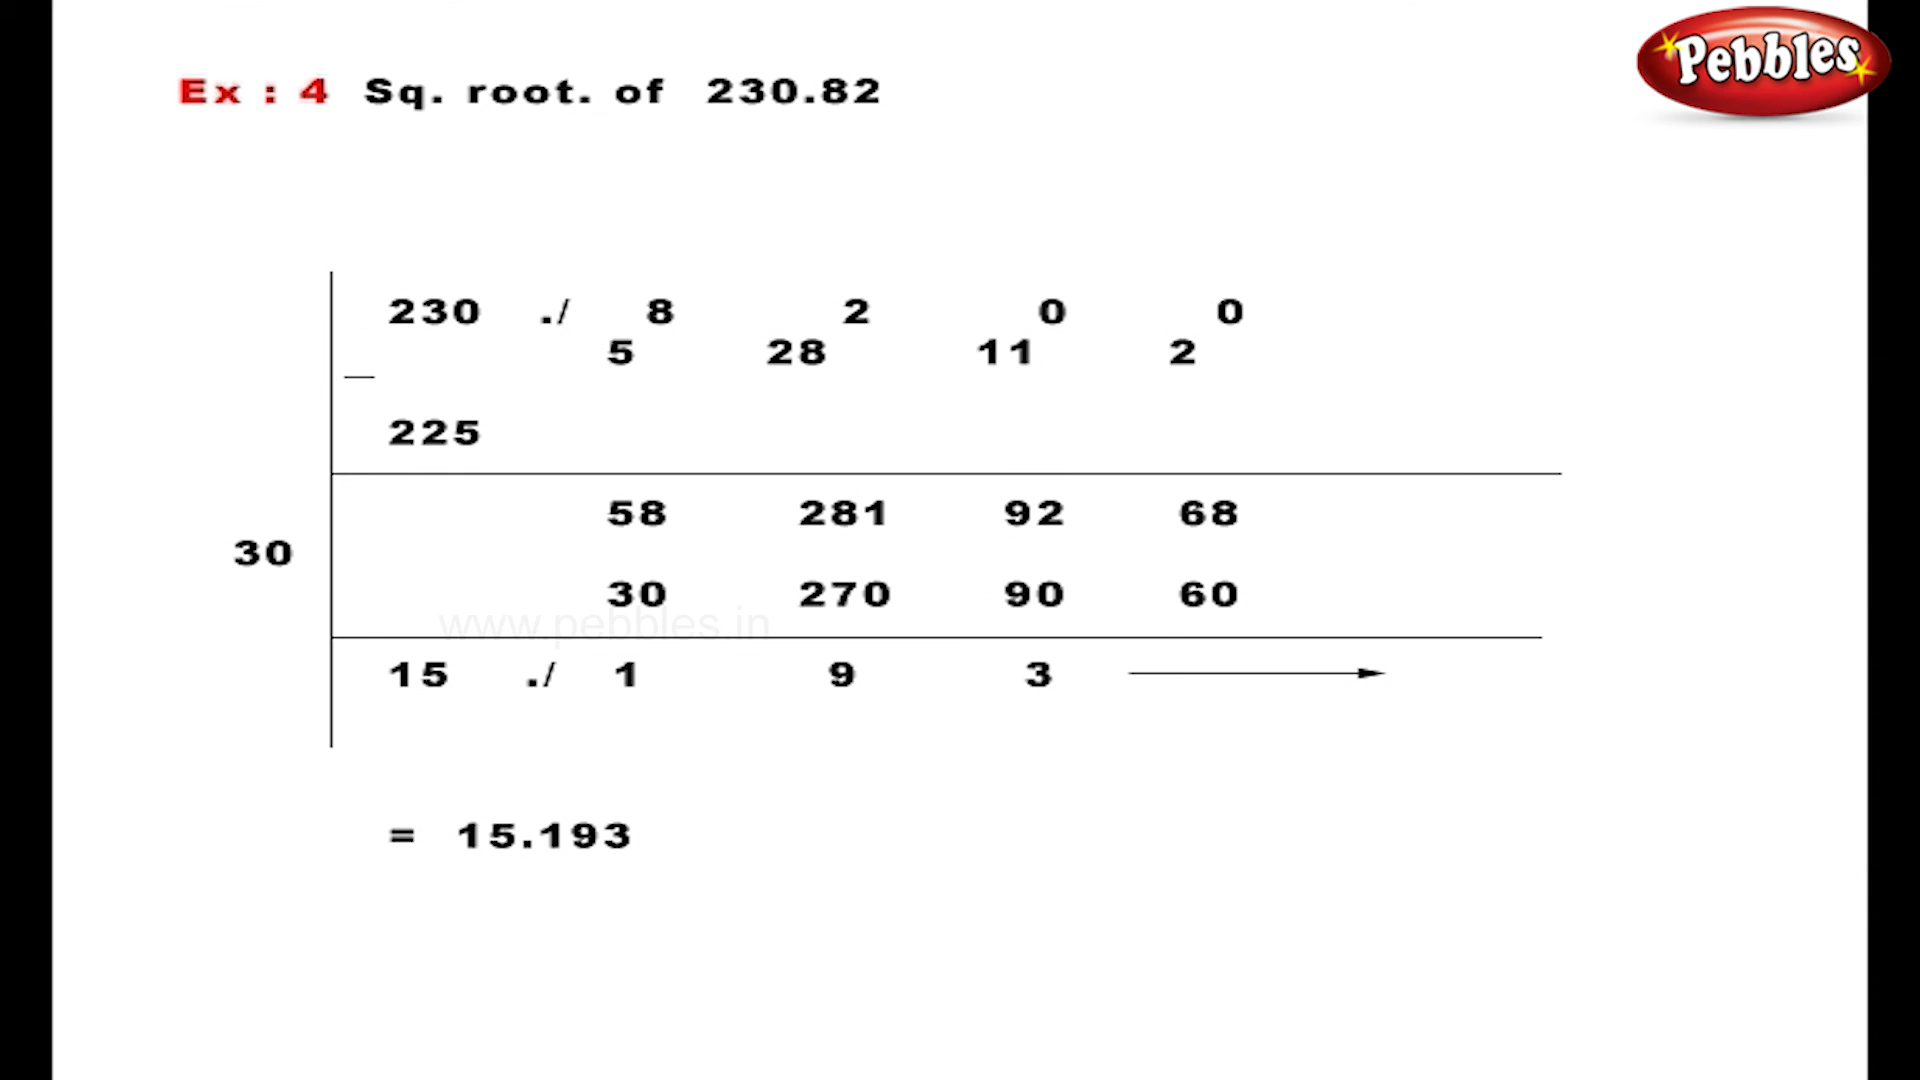 Pebbles
Ex : 4 Sq. root. of 230.82
230 ./ 8 2 0 0
5 28 11 2
—
225
58 281 92 68
30
30 270 90 60
www.pebbles.in
15 ./ 1 9 3
= 15.193